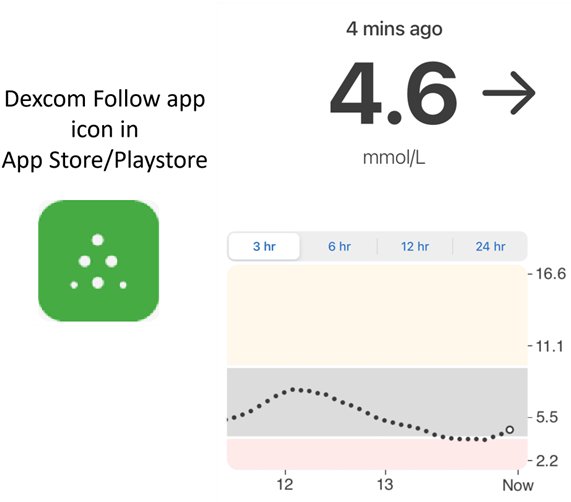 4 mins ago
4.6
mmol/L
Dexcom Follow app
icon in
App Store/Playstore
3 hr
6 hr
12 hr
24 hr
16.6
11.1
5.5
2.2
12
13
Now